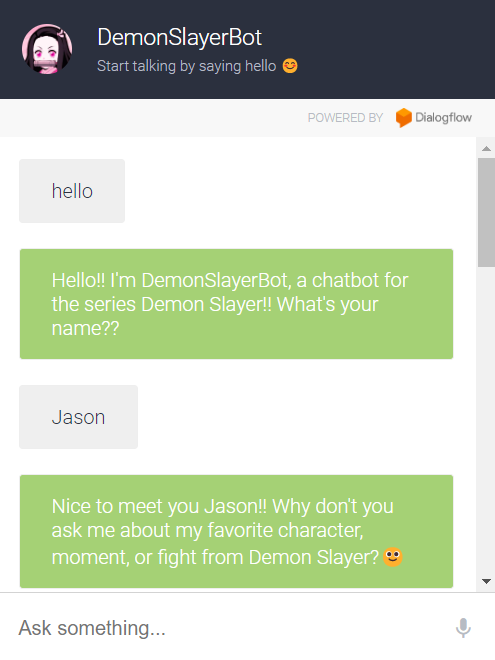 DemonSlayerBot
Start talking by saying hello 😊
POWERED BY Dialogflow
hello
Hello!! I'm DemonSlayerBot, a chatbot for
the series Demon Slayer!! What's your
name??
Jason
Nice to meet you Jason!! Why don't you
ask me about my favorite character,
moment, or fight from Demon Slayer? 😀
Ask something...